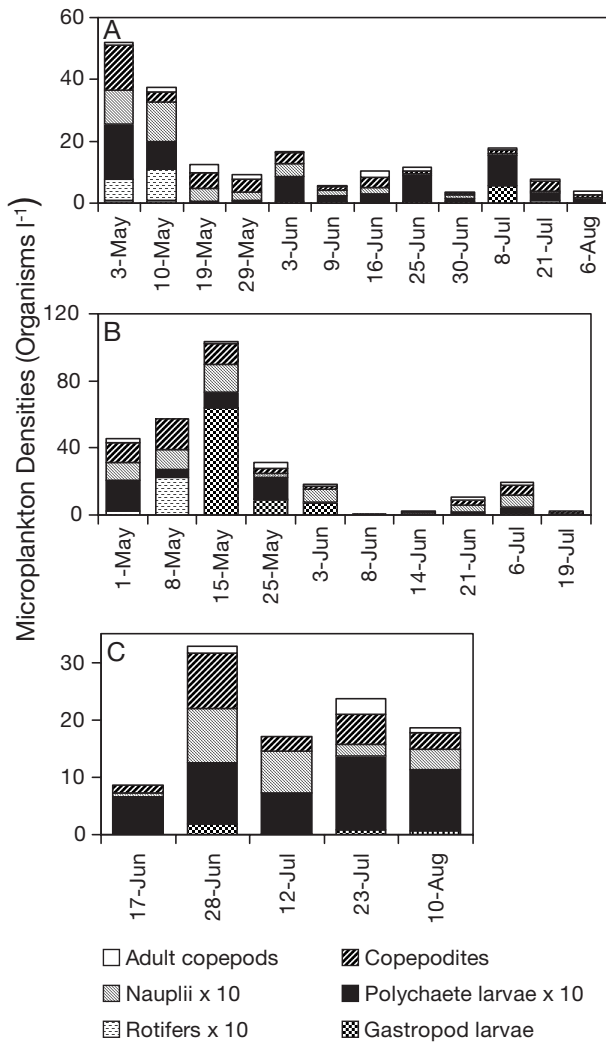 Microplankton Densities (Organisms l⁻¹)
A
60
40
20
0
3-May
10-May
19-May
29-May
3-Jun
9-Jun
16-Jun
25-Jun
30-Jun
8-Jul
21-Jul
6-Aug
B
120
80
40
0
1-May
8-May
15-May
25-May
3-Jun
8-Jun
14-Jun
21-Jun
6-Jul
19-Jul
C
30
20
10
0
17-Jun
28-Jun
12-Jul
23-Jul
10-Aug
Adult copepods
Copepodites
Nauplii x 10
Polychaete larvae x 10
Rotifers x 10
Gastropod larvae